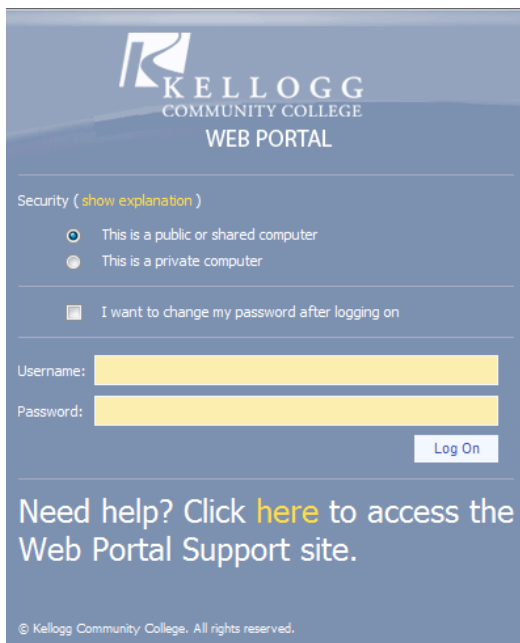 KELLOGG
COMMUNITY COLLEGE
WEB PORTAL
Security ( show explanation )
This is a public or shared computer
This is a private computer
I want to change my password after logging on
Username:
Password:
Log On
Need help? Click here to access the
Web Portal Support site.
© Kellogg Community College. All rights reserved.